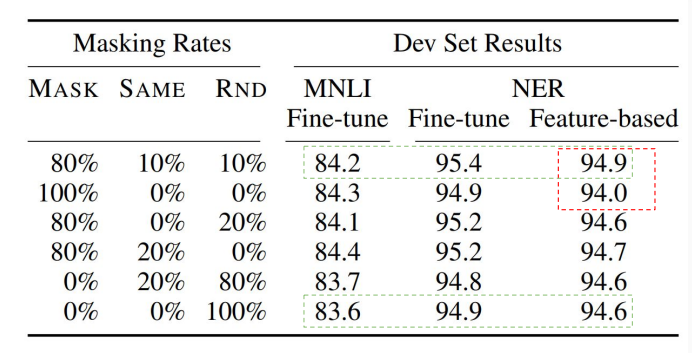 Masking Rates Dev Set Results
MASK SAME RND MNLI NER
Fine-tune Fine-tune Feature-based
80% 10% 10% 84.2 95.4 94.9
100% 0% 0% 84.3 94.9 94.0
80% 0% 20% 84.1 95.2 94.6
80% 20% 0% 84.4 95.2 94.7
0% 20% 80% 83.7 94.8 94.6
0% 0% 100% 83.6 94.9 94.6